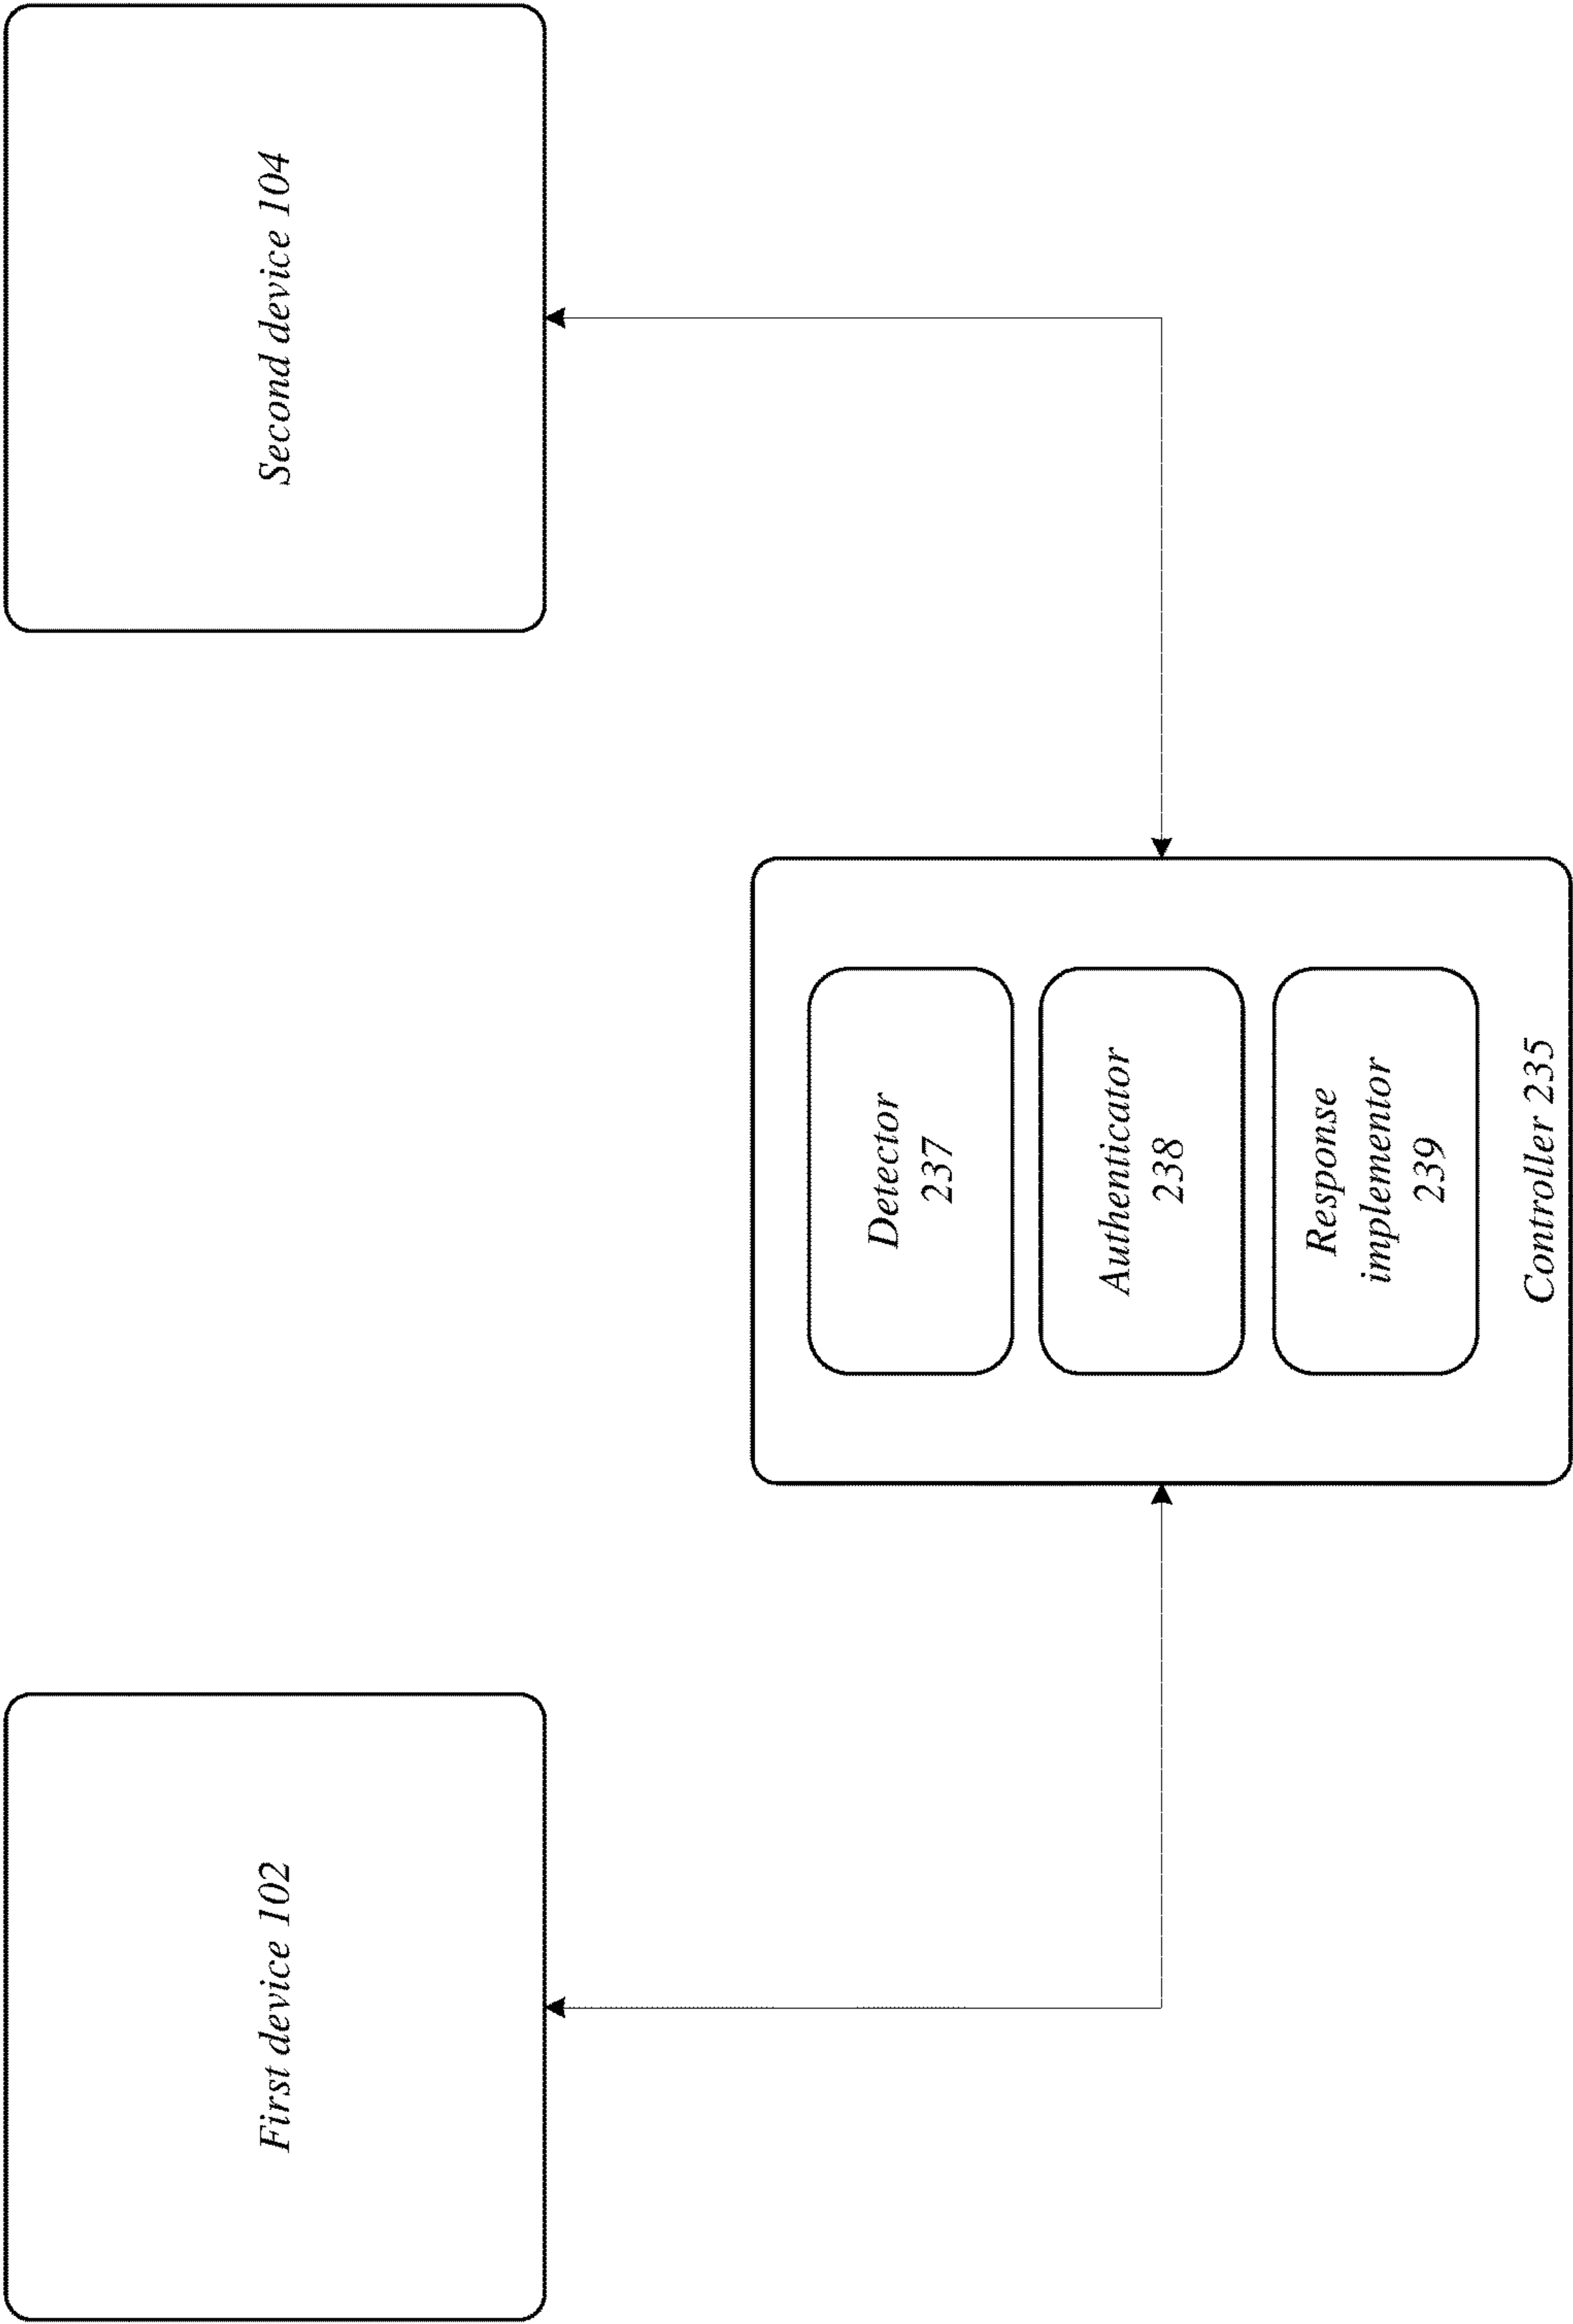 First device 102
Second device 104
Detector
237
Authenticator
238
Response
implementor
239
Controller 235